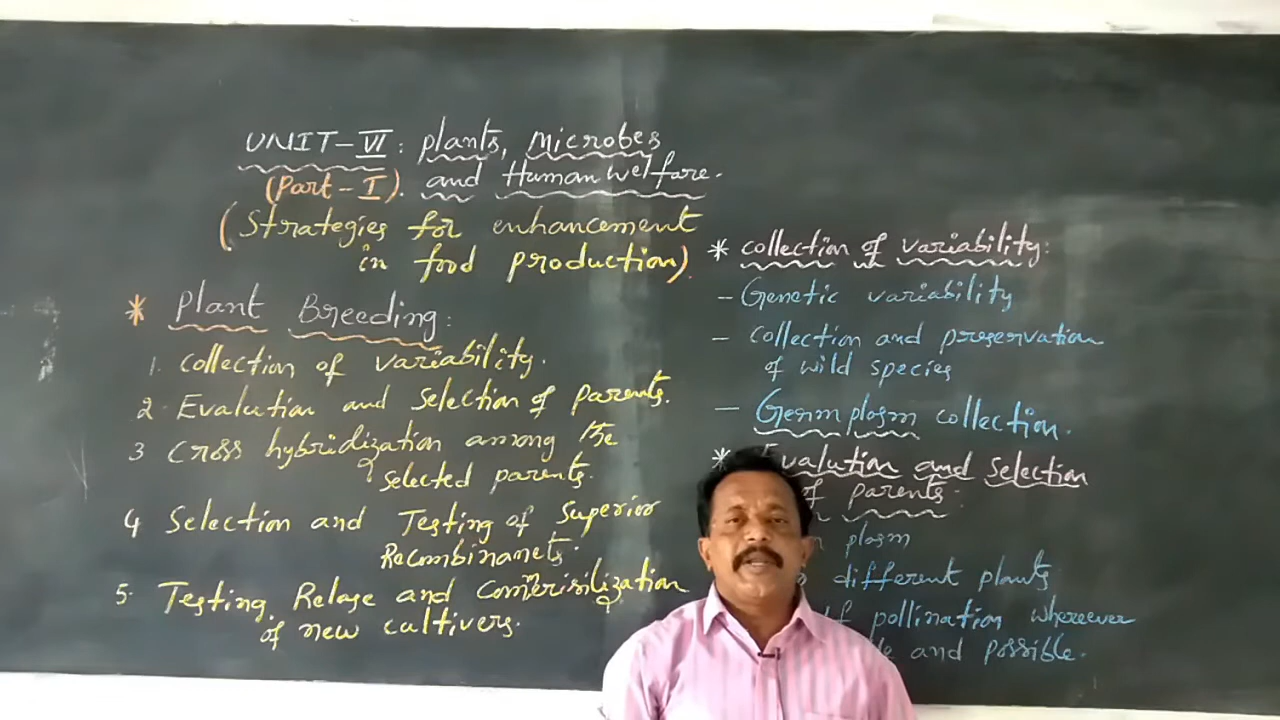 UNIT-VI: plants, Microbes
(Part-I). and Human welfare.
(Strategies for enhancement
in food production)
* Plant Breeding:
1. Collection of variability.
2. Evalution and Selection of parents.
3 Cross hybridization among the
selected parents.
4 Selection and Testing of Superior
Recombinamets.
5. Testing, Relase and
of new cultivers.
* collection of variability:
- Genetic variability
- collection and preservation
of wild species
- Germplasm collection.
* Evalution and Selection
of parents:
plasm
different plants
pollination whereever
and possible.